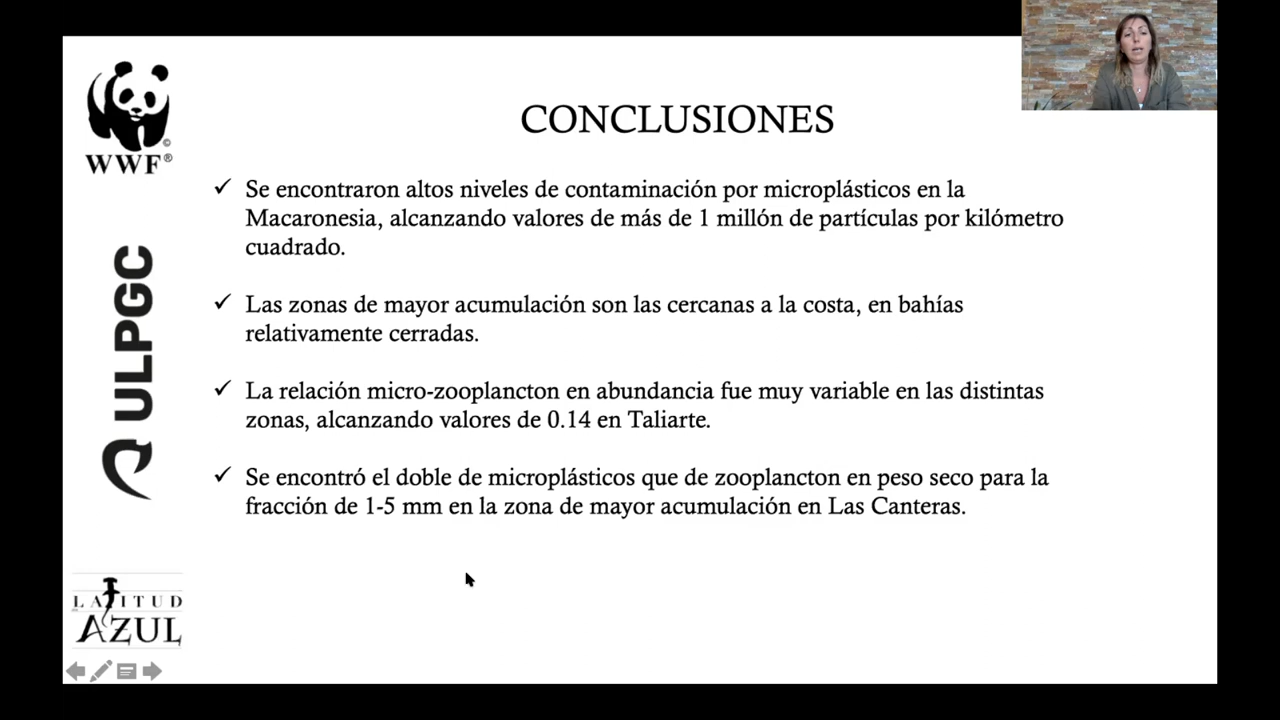 CONCLUSIONES
✓ Se encontraron altos niveles de contaminación por microplásticos en la
Macaronesia, alcanzando valores de más de 1 millón de partículas por kilómetro
cuadrado.
✓ Las zonas de mayor acumulación son las cercanas a la costa, en bahías
relativamente cerradas.
✓ La relación micro-zooplancton en abundancia fue muy variable en las distintas
zonas, alcanzando valores de 0.14 en Taliarte.
✓ Se encontró el doble de microplásticos que de zooplancton en peso seco para la
fracción de 1-5 mm en la zona de mayor acumulación en Las Canteras.
©
WWF®
ULPGC
LATITUD
AZUL